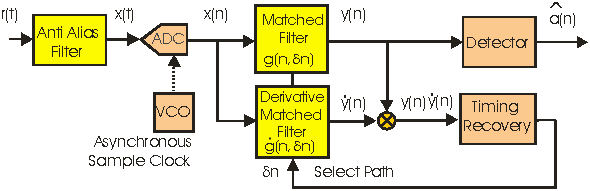 r(t)
x(t)
x(n)
y(n)
â(n)
Anti Alias
Filter
ADC
Matched
Filter
g(n, δn)
Detector
VCO
Asynchronous
Sample Clock
Derivative
Matched
Filter
ġ(n, δn)
ẏ(n)
y(n) ẏ(n)
Timing
Recovery
δn
Select Path